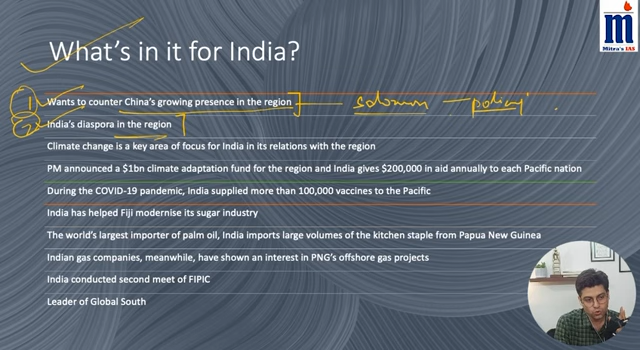 m
Mitra's IAS
What's in it for India?
1 Wants to counter China's growing presence in the region solomon — policy
2 India's diaspora in the region
Climate change is a key area of focus for India in its relations with the region
PM announced a $1bn climate adaptation fund for the region and India gives $200,000 in aid annually to each Pacific nation
During the COVID-19 pandemic, India supplied more than 100,000 vaccines to the Pacific
India has helped Fiji modernise its sugar industry
The world's largest importer of palm oil, India imports large volumes of the kitchen staple from Papua New Guinea
Indian gas companies, meanwhile, have shown an interest in PNG's offshore gas projects
India conducted second meet of FIPIC
Leader of Global South